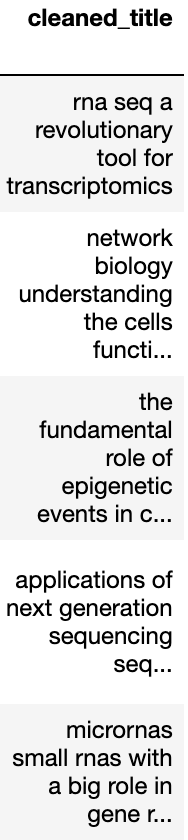 cleaned_title
rna seq a
revolutionary
tool for
transcriptomics
network
biology
understanding
the cells
functi...
the
fundamental
role of
epigenetic
events in c...
applications of
next generation
sequencing
seq...
micrornas
small rnas with
a big role in
gene r...